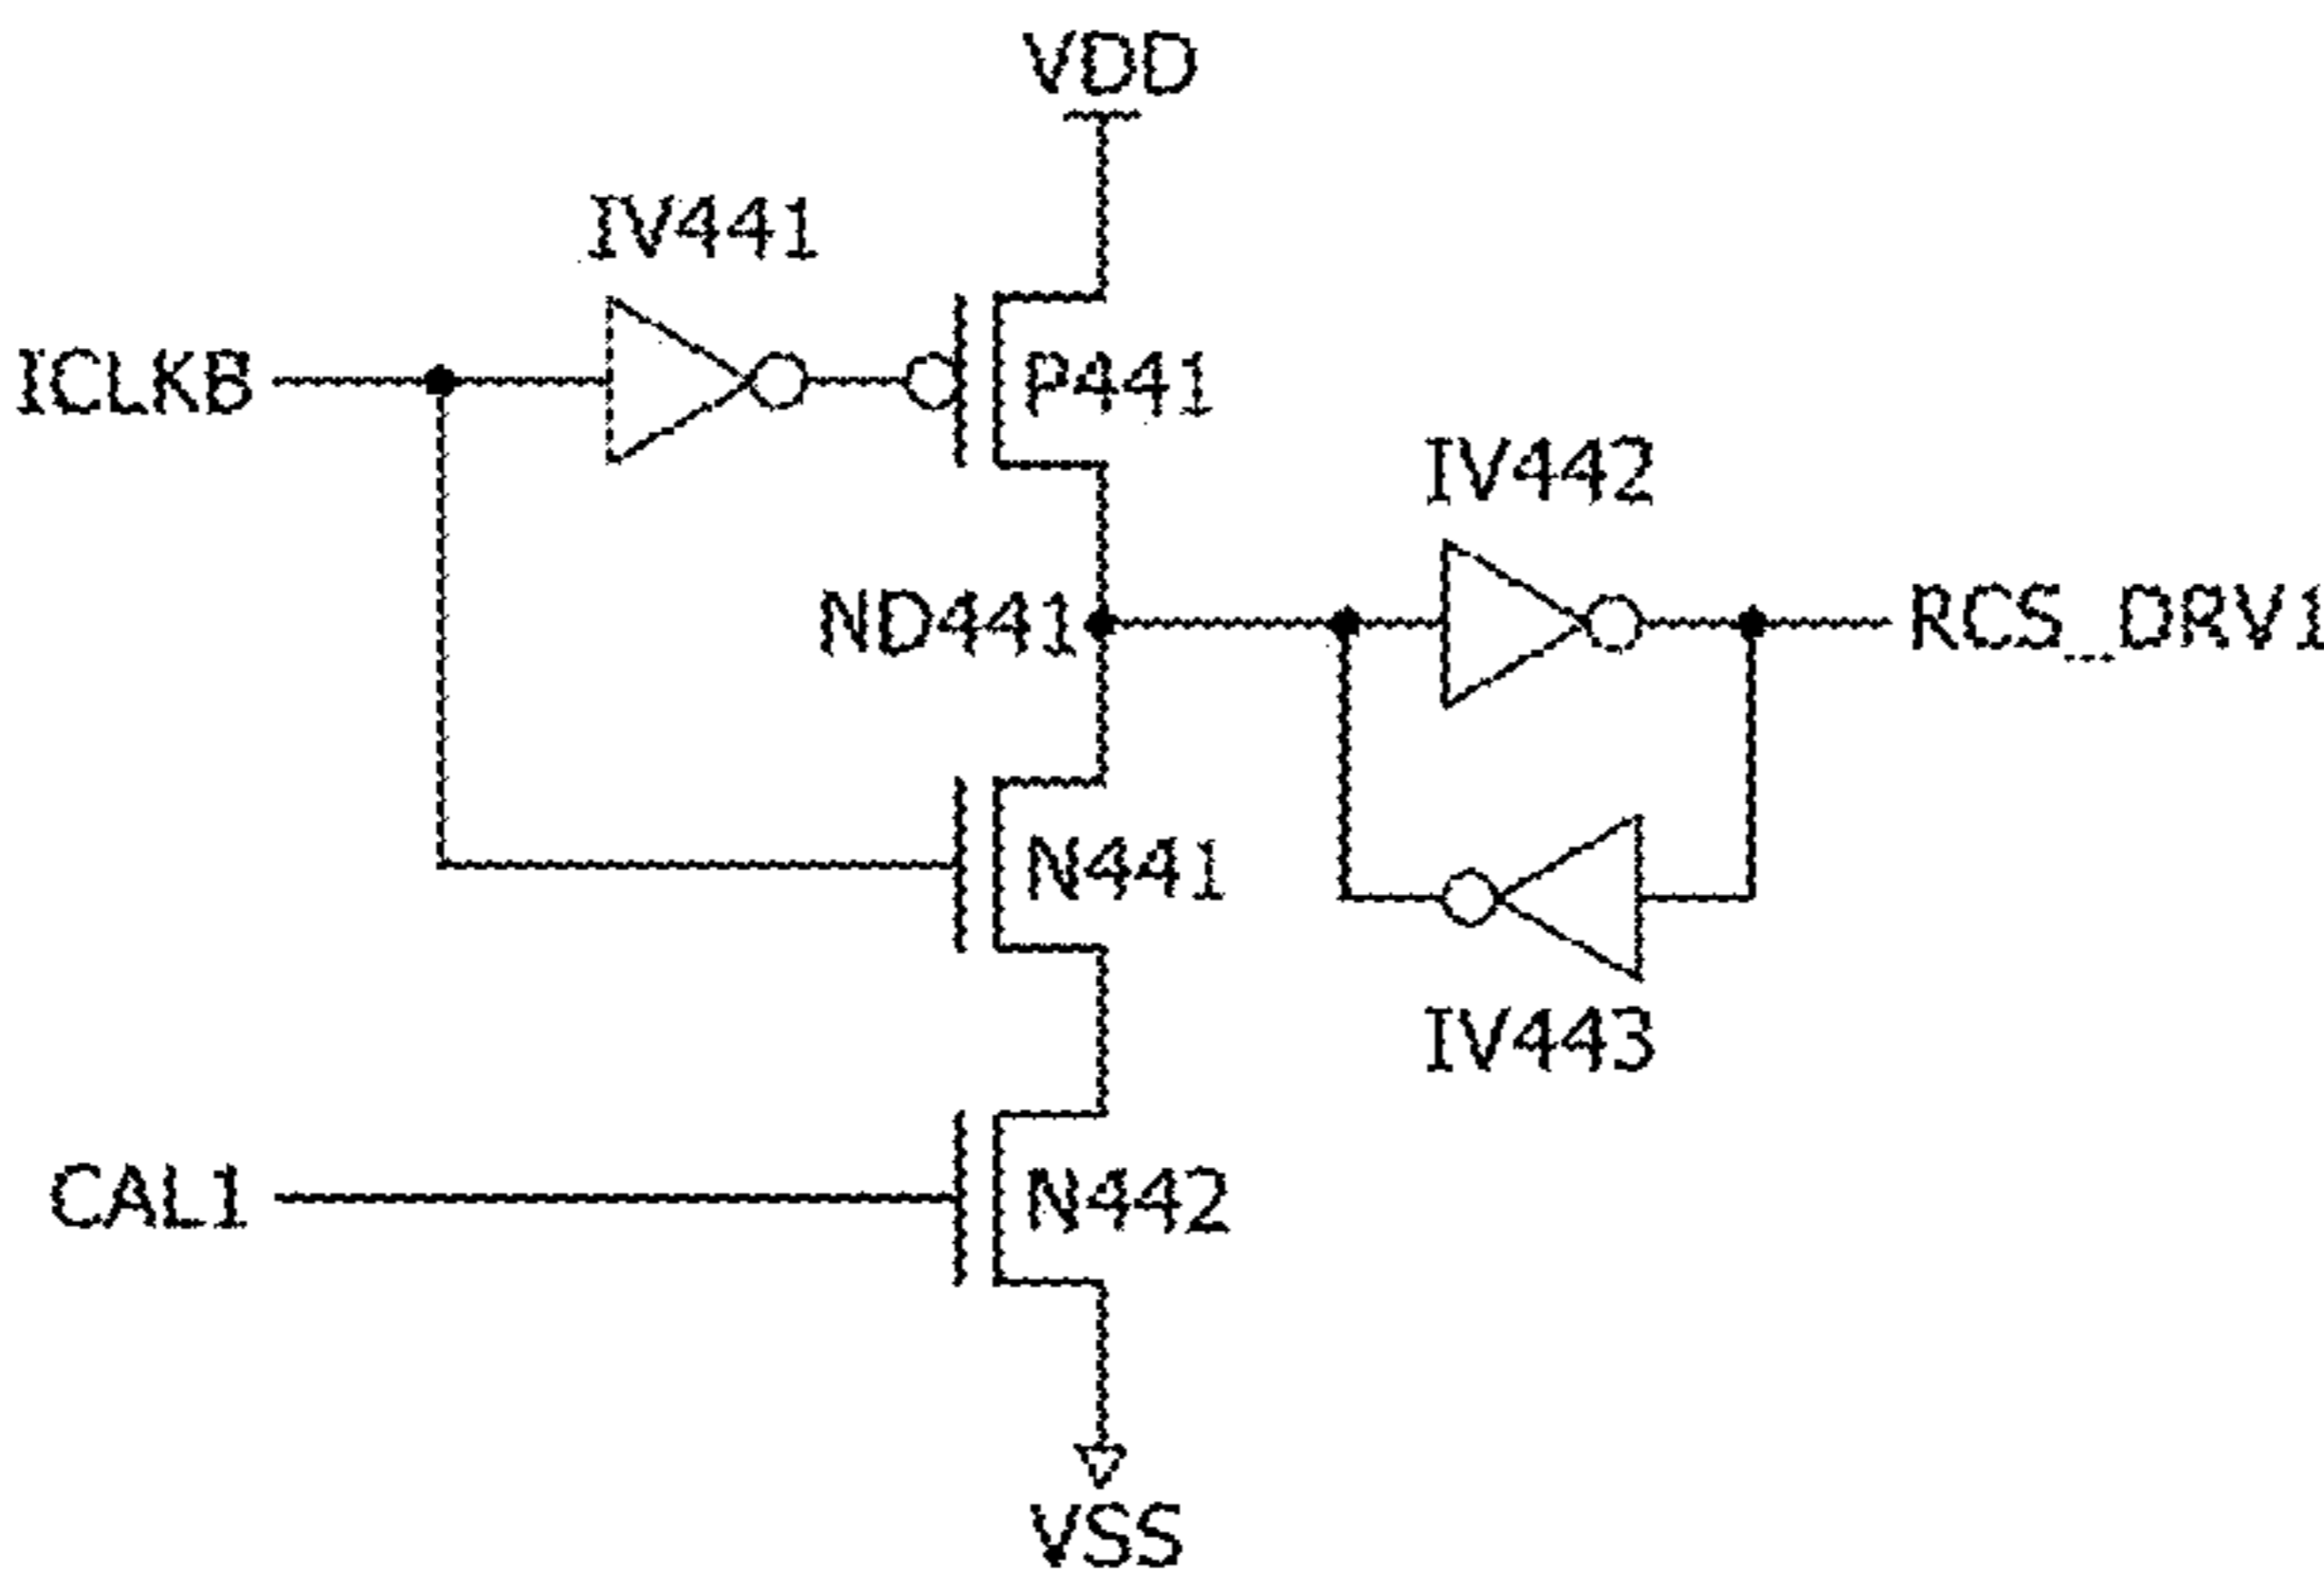 VDD
IV441
ICLKB
P441
IV442
ND441
RCS_DRV1
N441
IV443
CAL1
N442
VSS